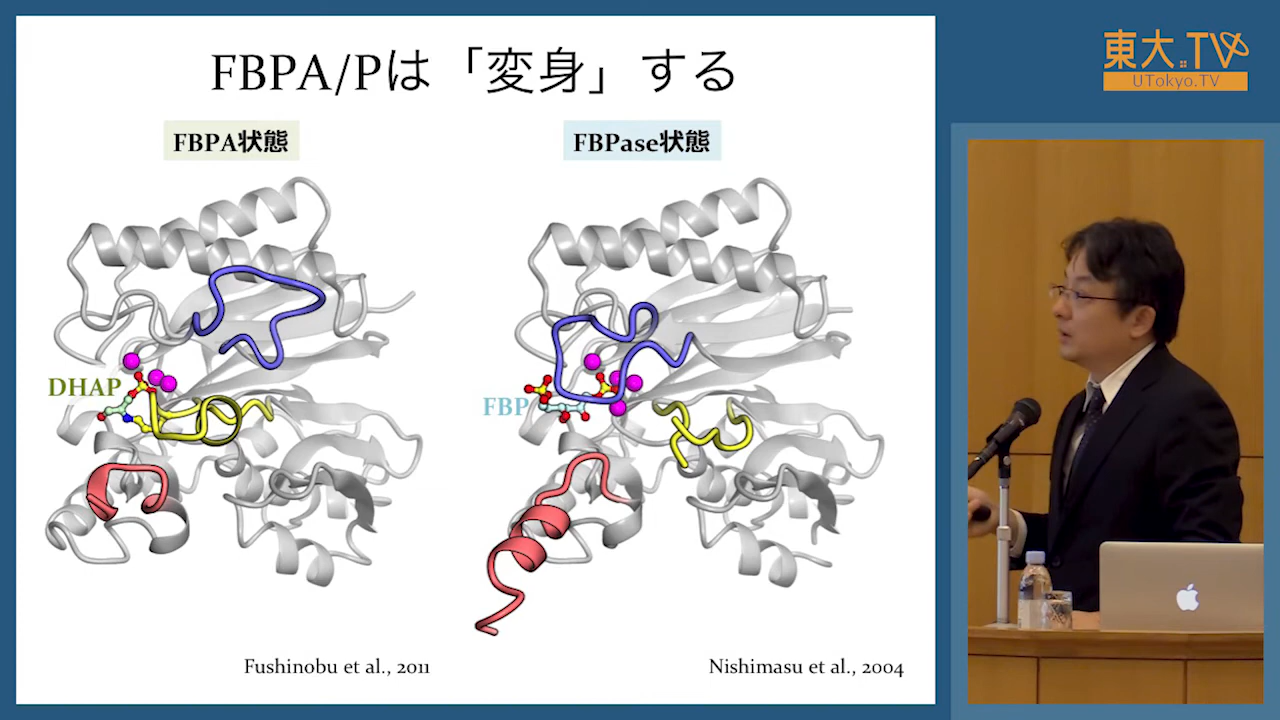 FBPA/Pは「変身」する
東大.TV
UTokyo.TV
FBPA状態
FBPase状態
DHAP
FBP
Fushinobu et al., 2011
Nishimasu et al., 2004